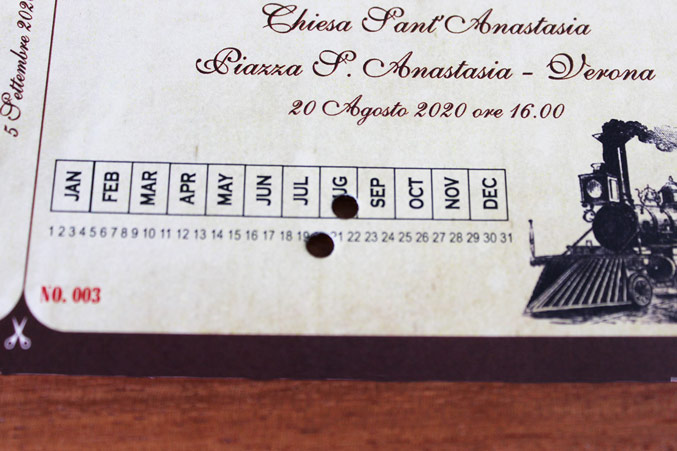 5 Settembre 202
Chiesa Sant'Anastasia
Piazza S. Anastasia - Verona
20 Agosto 2020 ore 16.00
JAN FEB MAR APR MAY JUN JUL UG SEP OCT NOV DEC
1 2 3 4 5 6 7 8 9 10 11 12 13 14 15 16 17 18 19 21 22 23 24 25 26 27 28 29 30 31
NO. 003